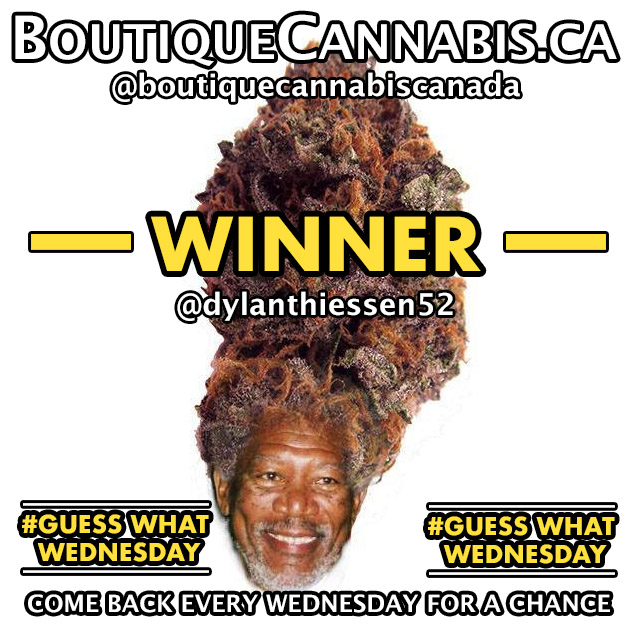 BOUTIQUECANNABIS.CA
@boutiquecannabiscanada
WINNER
@dylanthiessen52
#GUESS WHAT
WEDNESDAY
#GUESS WHAT
WEDNESDAY
COME BACK EVERY WEDNESDAY FOR A CHANCE